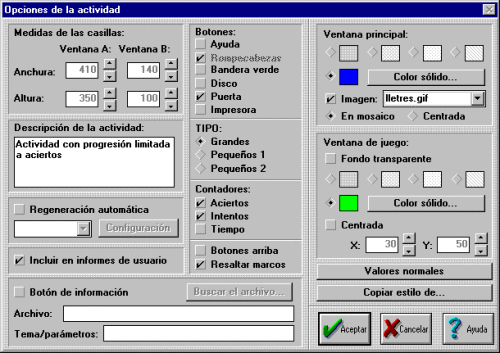 Opciones de la actividad
Medidas de las casillas:
Ventana A: Ventana B:
Anchura: 410 140
Altura: 350 100
Descripción de la actividad:
Actividad con progresión limitada
a aciertos
Regeneración automática
Configuración
Incluir en informes de usuario
Botón de información
Buscar el archivo...
Archivo:
Tema/parámetros:
Botones:
Ayuda
Rompecabezas
Bandera verde
Disco
Puerta
Impresora
TIPO:
Grandes
Pequeños 1
Pequeños 2
Contadores:
Aciertos
Intentos
Tiempo
Botones arriba
Resaltar marcos
Ventana principal:
Color sólido...
Imagen: lletres.gif
En mosaico Centrada
Ventana de juego:
Fondo transparente
Color sólido...
Centrada
X: 30 Y: 50
Valores normales
Copiar estilo de...
Aceptar Cancelar Ayuda